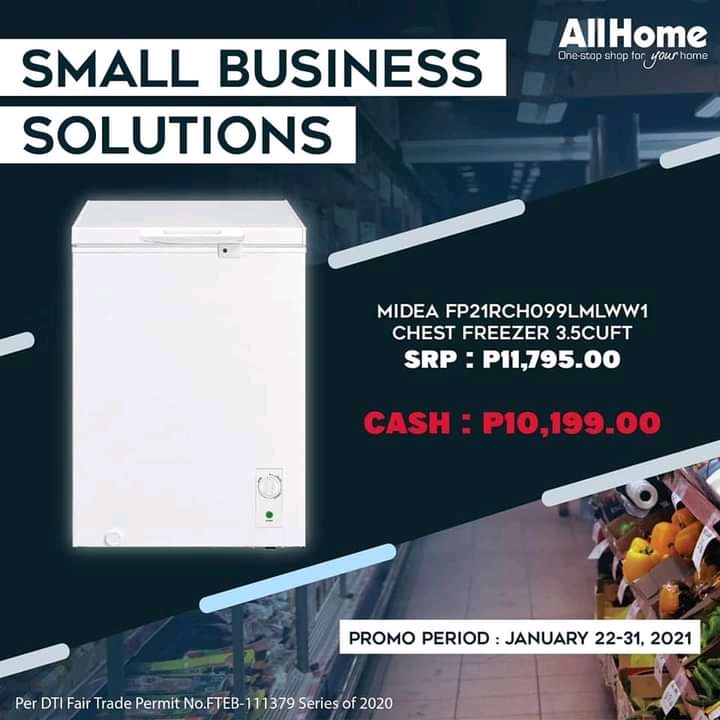 AllHome
One-stop shop for your home
SMALL BUSINESS
SOLUTIONS
MIDEA FP21RCH099LMLWW1
CHEST FREEZER 3.5CUFT
SRP : P11,795.00
CASH : P10,199.00
PROMO PERIOD : JANUARY 22-31, 2021
Per DTI Fair Trade Permit No.FTEB-111379 Series of 2020